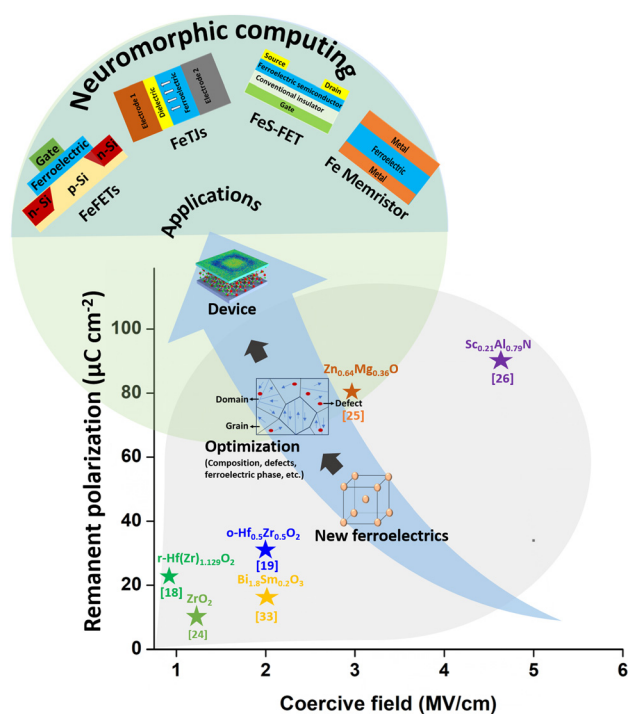 Neuromorphic computing
Gate
Ferroelectric
n-Si
n- Si
p-Si
FeFETs
Electrode 1
Dielectric
Ferroelectric
Electrode 2
FeTJs
Source
Drain
Ferroelectric semiconductor
Conventional insulator
Gate
FeS-FET
Metal
Ferroelectric
Metal
Fe Memristor
Applications
Device
Remanent polarization (µC cm⁻²)
100
80
60
40
20
0
Sc₀.₂₁Al₀.₇₉N
[26]
Zn₀.₆₄Mg₀.₃₆O
[25]
Domain
Defect
Grain
Optimization
(Composition, defects,
ferroelectric phase, etc.)
New ferroelectrics
o-Hf₀.₅Zr₀.₅O₂
[19]
r-Hf(Zr)₁.₁₂₉O₂
[18]
Bi₁.₈Sm₀.₂O₃
[33]
ZrO₂
[24]
1 2 3 4 5 6
Coercive field (MV/cm)